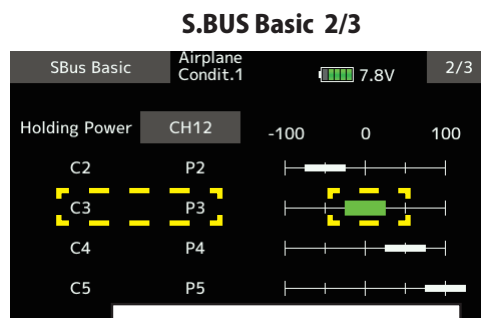 S.BUS Basic 2/3
SBus Basic Airplane Condit.1 7.8V 2/3
Holding Power CH12 -100 0 100
C2 P2
C3 P3
C4 P4
C5 P5